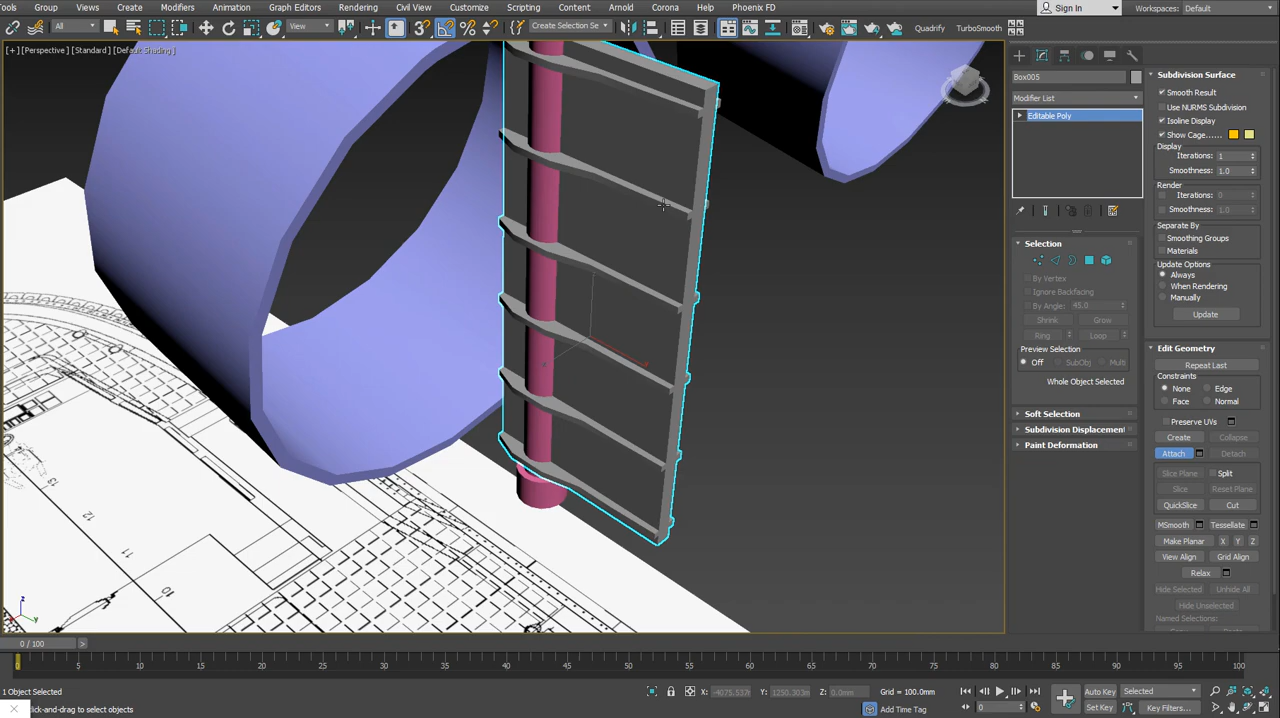 Tools Group Views Create Modifiers Animation Graph Editors Rendering Civil View Customize Scripting Content Arnold Corona Help Phoenix FD Sign In Workspaces: Default
All View Create Selection Se Quadrify TurboSmooth
[+] [Perspective] [Standard] [Default Shading]
Box005
Modifier List
Editable Poly
Selection
By Vertex
Ignore Backfacing
By Angle: 45.0
Shrink Grow
Ring Loop
Preview Selection
Off SubObj Multi
Whole Object Selected
Soft Selection
Subdivision Displacement
Paint Deformation
Subdivision Surface
Smooth Result
Use NURMS Subdivision
Isoline Display
Show Cage......
Display
Iterations: 1
Smoothness: 1.0
Render
Iterations: 0
Smoothness: 1.0
Separate By
Smoothing Groups
Materials
Update Options
Always
When Rendering
Manually
Update
Edit Geometry
Repeat Last
Constraints
None Edge
Face Normal
Preserve UVs
Create Collapse
Attach Detach
Slice Plane Split
Slice Reset Plane
QuickSlice Cut
MSmooth Tessellate
Make Planar X Y Z
View Align Grid Align
Relax
Hide Selected Unhide All
Hide Unselected
Named Selections:
13
12
11
10
z
y
0 / 100 >
0 5 10 15 20 25 30 35 40 45 50 55 60 65 70 75 80 85 90 95 100
1 Object Selected X: Y: Z: 0.0mm Grid = 100.0mm Auto Key Selected
click-and-drag to select objects Add Time Tag 0 Set Key Key Filters...